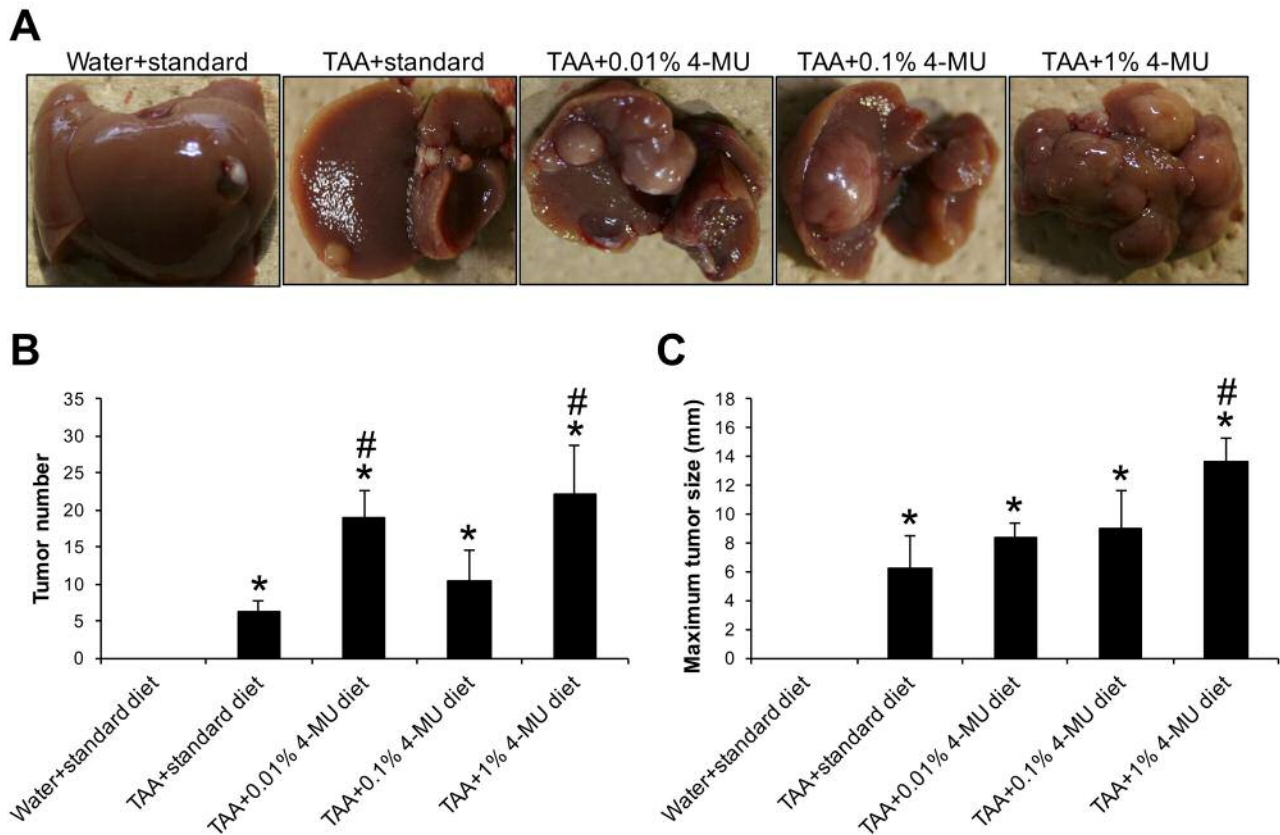 A
Water+standard TAA+standard TAA+0.01% 4-MU TAA+0.1% 4-MU TAA+1% 4-MU
B
Tumor number
35
30
25
20
15
10
5
0
*
#
*
*
#
*
Water+standard diet
TAA+standard diet
TAA+0.01% 4-MU diet
TAA+0.1% 4-MU diet
TAA+1% 4-MU diet
C
Maximum tumor size (mm)
18
16
14
12
10
8
6
4
2
0
*
*
*
#
*
Water+standard diet
TAA+standard diet
TAA+0.01% 4-MU diet
TAA+0.1% 4-MU diet
TAA+1% 4-MU diet